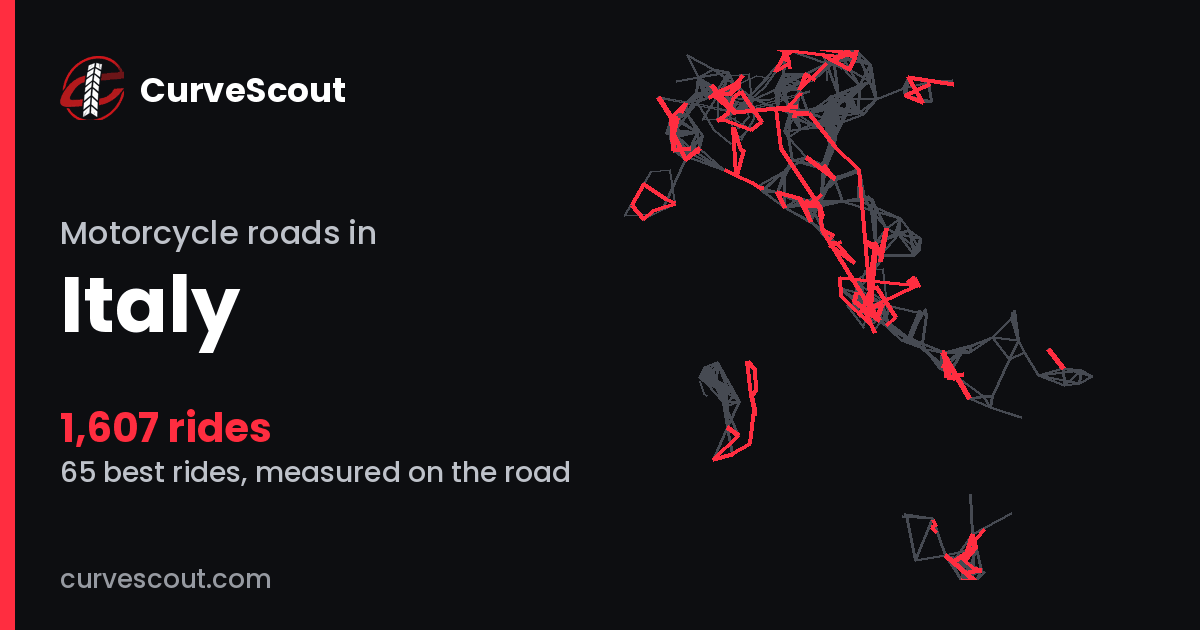 CurveScout
Motorcycle roads in
Italy
1,607 rides
65 best rides, measured on the road
curvescout.com